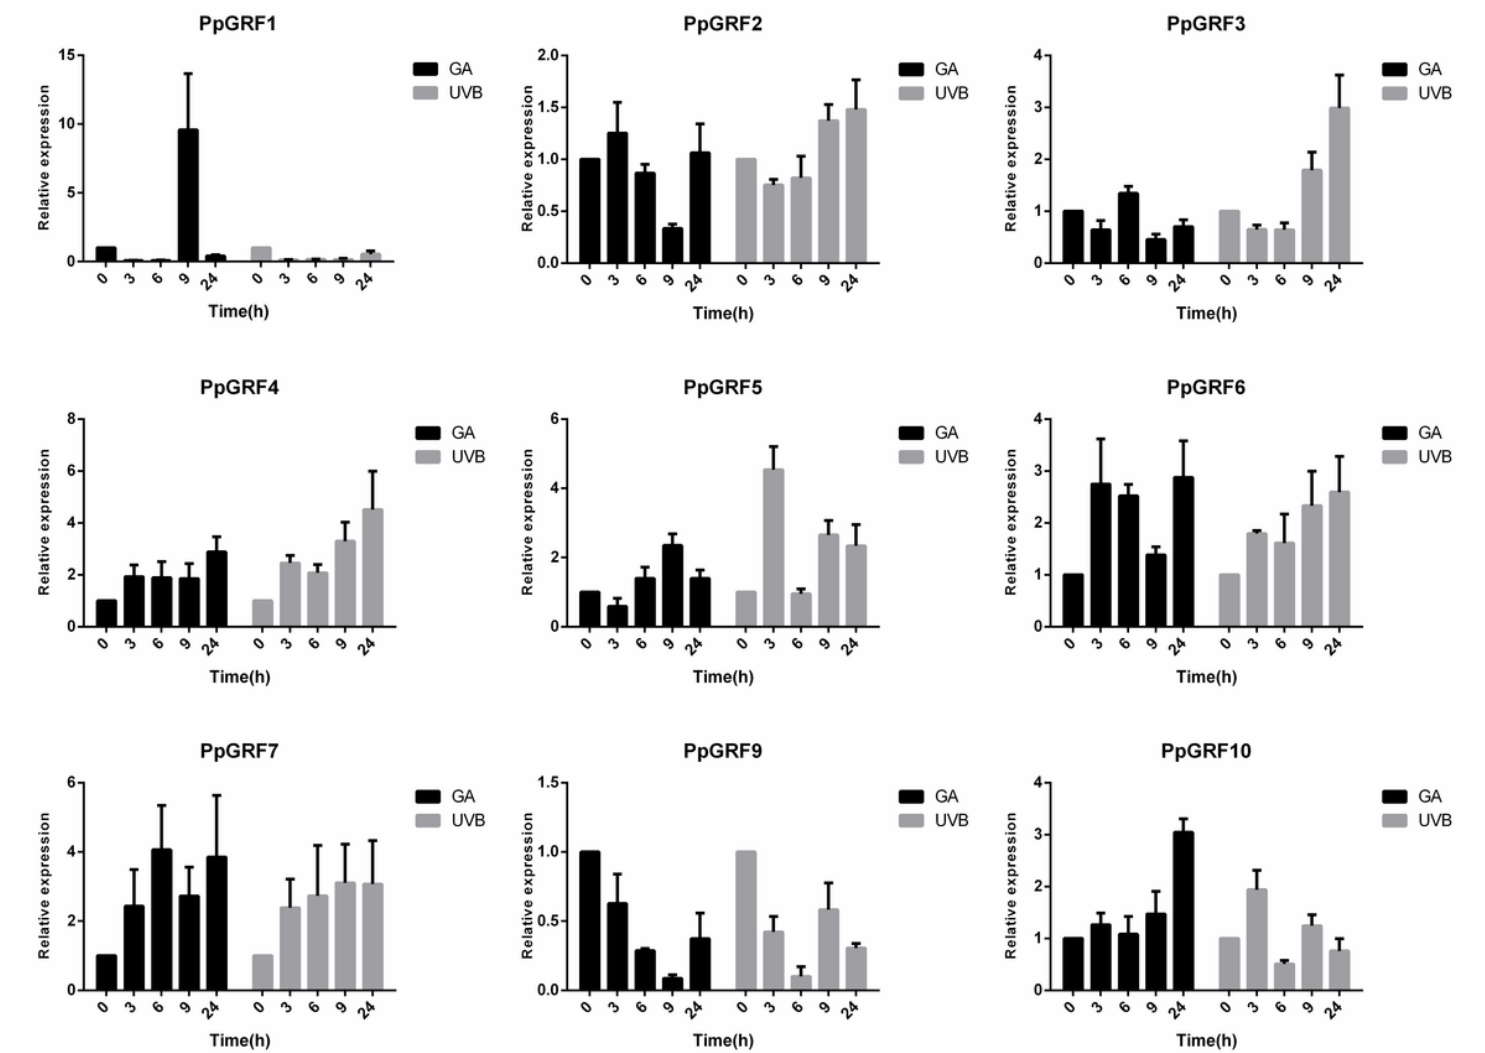 PpGRF1
15
10
5
0
Relative expression
GA
UVB
0 3 6 9 24 0 3 6 9 24
Time(h)
PpGRF2
2.0
1.5
1.0
0.5
0.0
Relative expression
GA
UVB
0 3 6 9 24 0 3 6 9 24
Time(h)
PpGRF3
4
3
2
1
0
Relative expression
GA
UVB
0 3 6 9 24 0 3 6 9 24
Time(h)
PpGRF4
8
6
4
2
0
Relative expression
GA
UVB
0 3 6 9 24 0 3 6 9 24
Time(h)
PpGRF5
6
4
2
0
Relative expression
GA
UVB
0 3 6 9 24 0 3 6 9 24
Time(h)
PpGRF6
4
3
2
1
0
Relative expression
GA
UVB
0 3 6 9 24 0 3 6 9 24
Time(h)
PpGRF7
6
4
2
0
Relative expression
GA
UVB
0 3 6 9 24 0 3 6 9 24
Time(h)
PpGRF9
1.5
1.0
0.5
0.0
Relative expression
GA
UVB
0 3 6 9 24 0 3 6 9 24
Time(h)
PpGRF10
4
3
2
1
0
Relative expression
GA
UVB
0 3 6 9 24 0 3 6 9 24
Time(h)